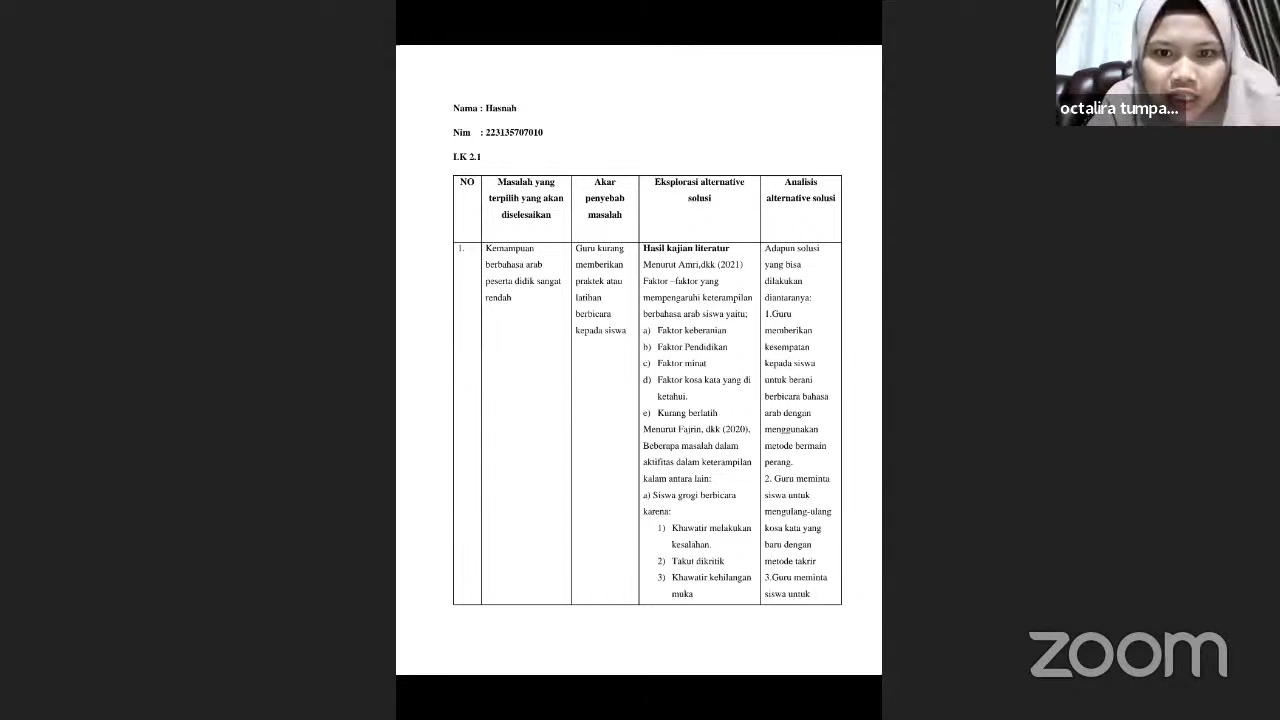 octalira tumpa...
Nama : Hasnah
Nim : 223135707010
LK 2.1
NO
Masalah yang
terpilih yang akan
diselesaikan
Akar
penyebab
masalah
Eksplorasi alternative
solusi
Analisis
alternative solusi
1.
Kemampuan
berbahasa arab
peserta didik sangat
rendah
Guru kurang
memberikan
praktek atau
latihan
berbicara
kepada siswa
Hasil kajian literatur
Menurut Amri,dkk (2021)
Faktor –faktor yang
mempengaruhi keterampilan
berbahasa arab siswa yaitu;
a) Faktor keberanian
b) Faktor Pendidikan
c) Faktor minat
d) Faktor kosa kata yang di
ketahui.
e) Kurang berlatih
Menurut Fajrin, dkk (2020),
Beberapa masalah dalam
aktifitas dalam keterampilan
kalam antara lain:
a) Siswa grogi berbicara
karena:
1) Khawatir melakukan
kesalahan.
2) Takut dikritik
3) Khawatir kehilangan
muka
Adapun solusi
yang bisa
dilakukan
diantaranya:
1.Guru
memberikan
kesempatan
kepada siswa
untuk berani
berbicara bahasa
arab dengan
menggunakan
metode bermain
perang.
2. Guru meminta
siswa untuk
mengulang-ulang
kosa kata yang
baru dengan
metode takrir
3.Guru meminta
siswa untuk
zoom